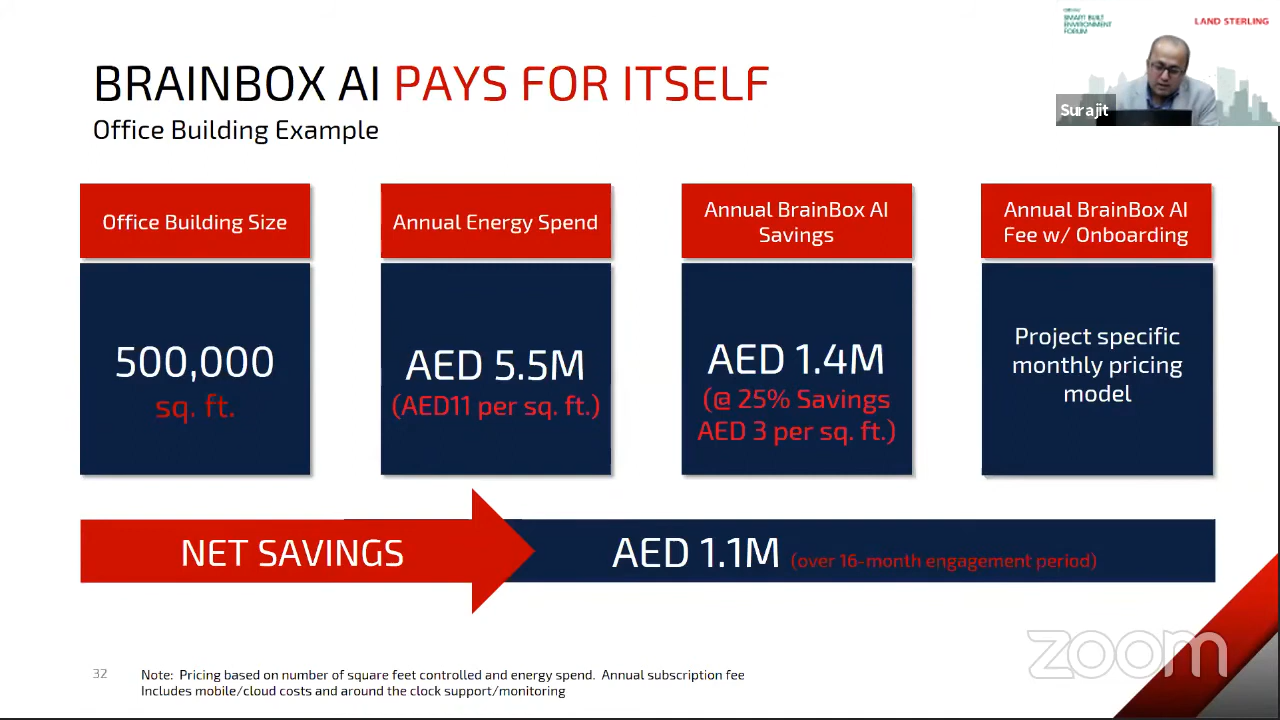 SMART BUILT
ENVIRONMENT
FORUM
LAND STERLING
Surajit
BRAINBOX AI PAYS FOR ITSELF
Office Building Example
Office Building Size
500,000
sq. ft.
Annual Energy Spend
AED 5.5M
(AED11 per sq. ft.)
Annual BrainBox AI
Savings
AED 1.4M
(@ 25% Savings
AED 3 per sq. ft.)
Annual BrainBox AI
Fee w/ Onboarding
Project specific
monthly pricing
model
NET SAVINGS
AED 1.1M (over 16-month engagement period)
zoom
32
Note: Pricing based on number of square feet controlled and energy spend. Annual subscription fee
Includes mobile/cloud costs and around the clock support/monitoring